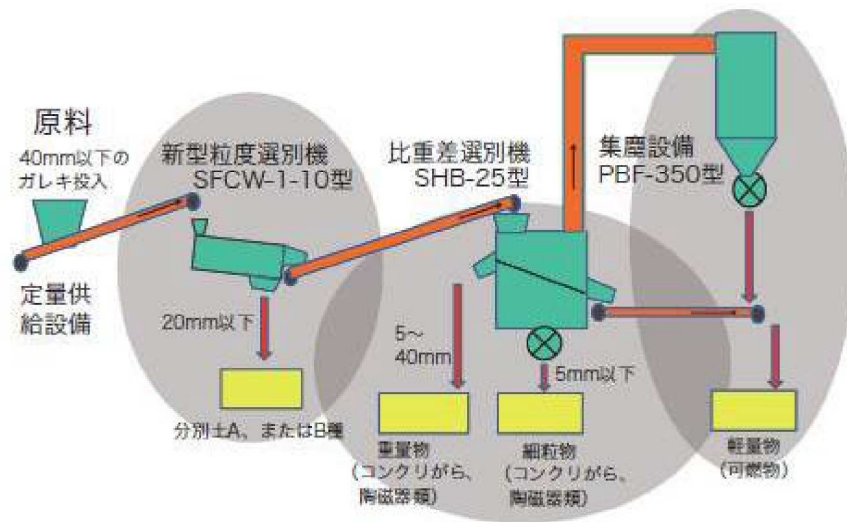 原料
40mm以下の
ガレキ投入
定量供
給設備
新型粒度選別機
SFCW-1-10型
20mm以下
分別土A、またはB種
比重差選別機
SHB-25型
5〜
40mm
5mm以下
重量物
(コンクリがら、
陶磁器類)
細粒物
(コンクリがら、
陶磁器類)
集塵設備
PBF-350型
軽量物
(可燃物)